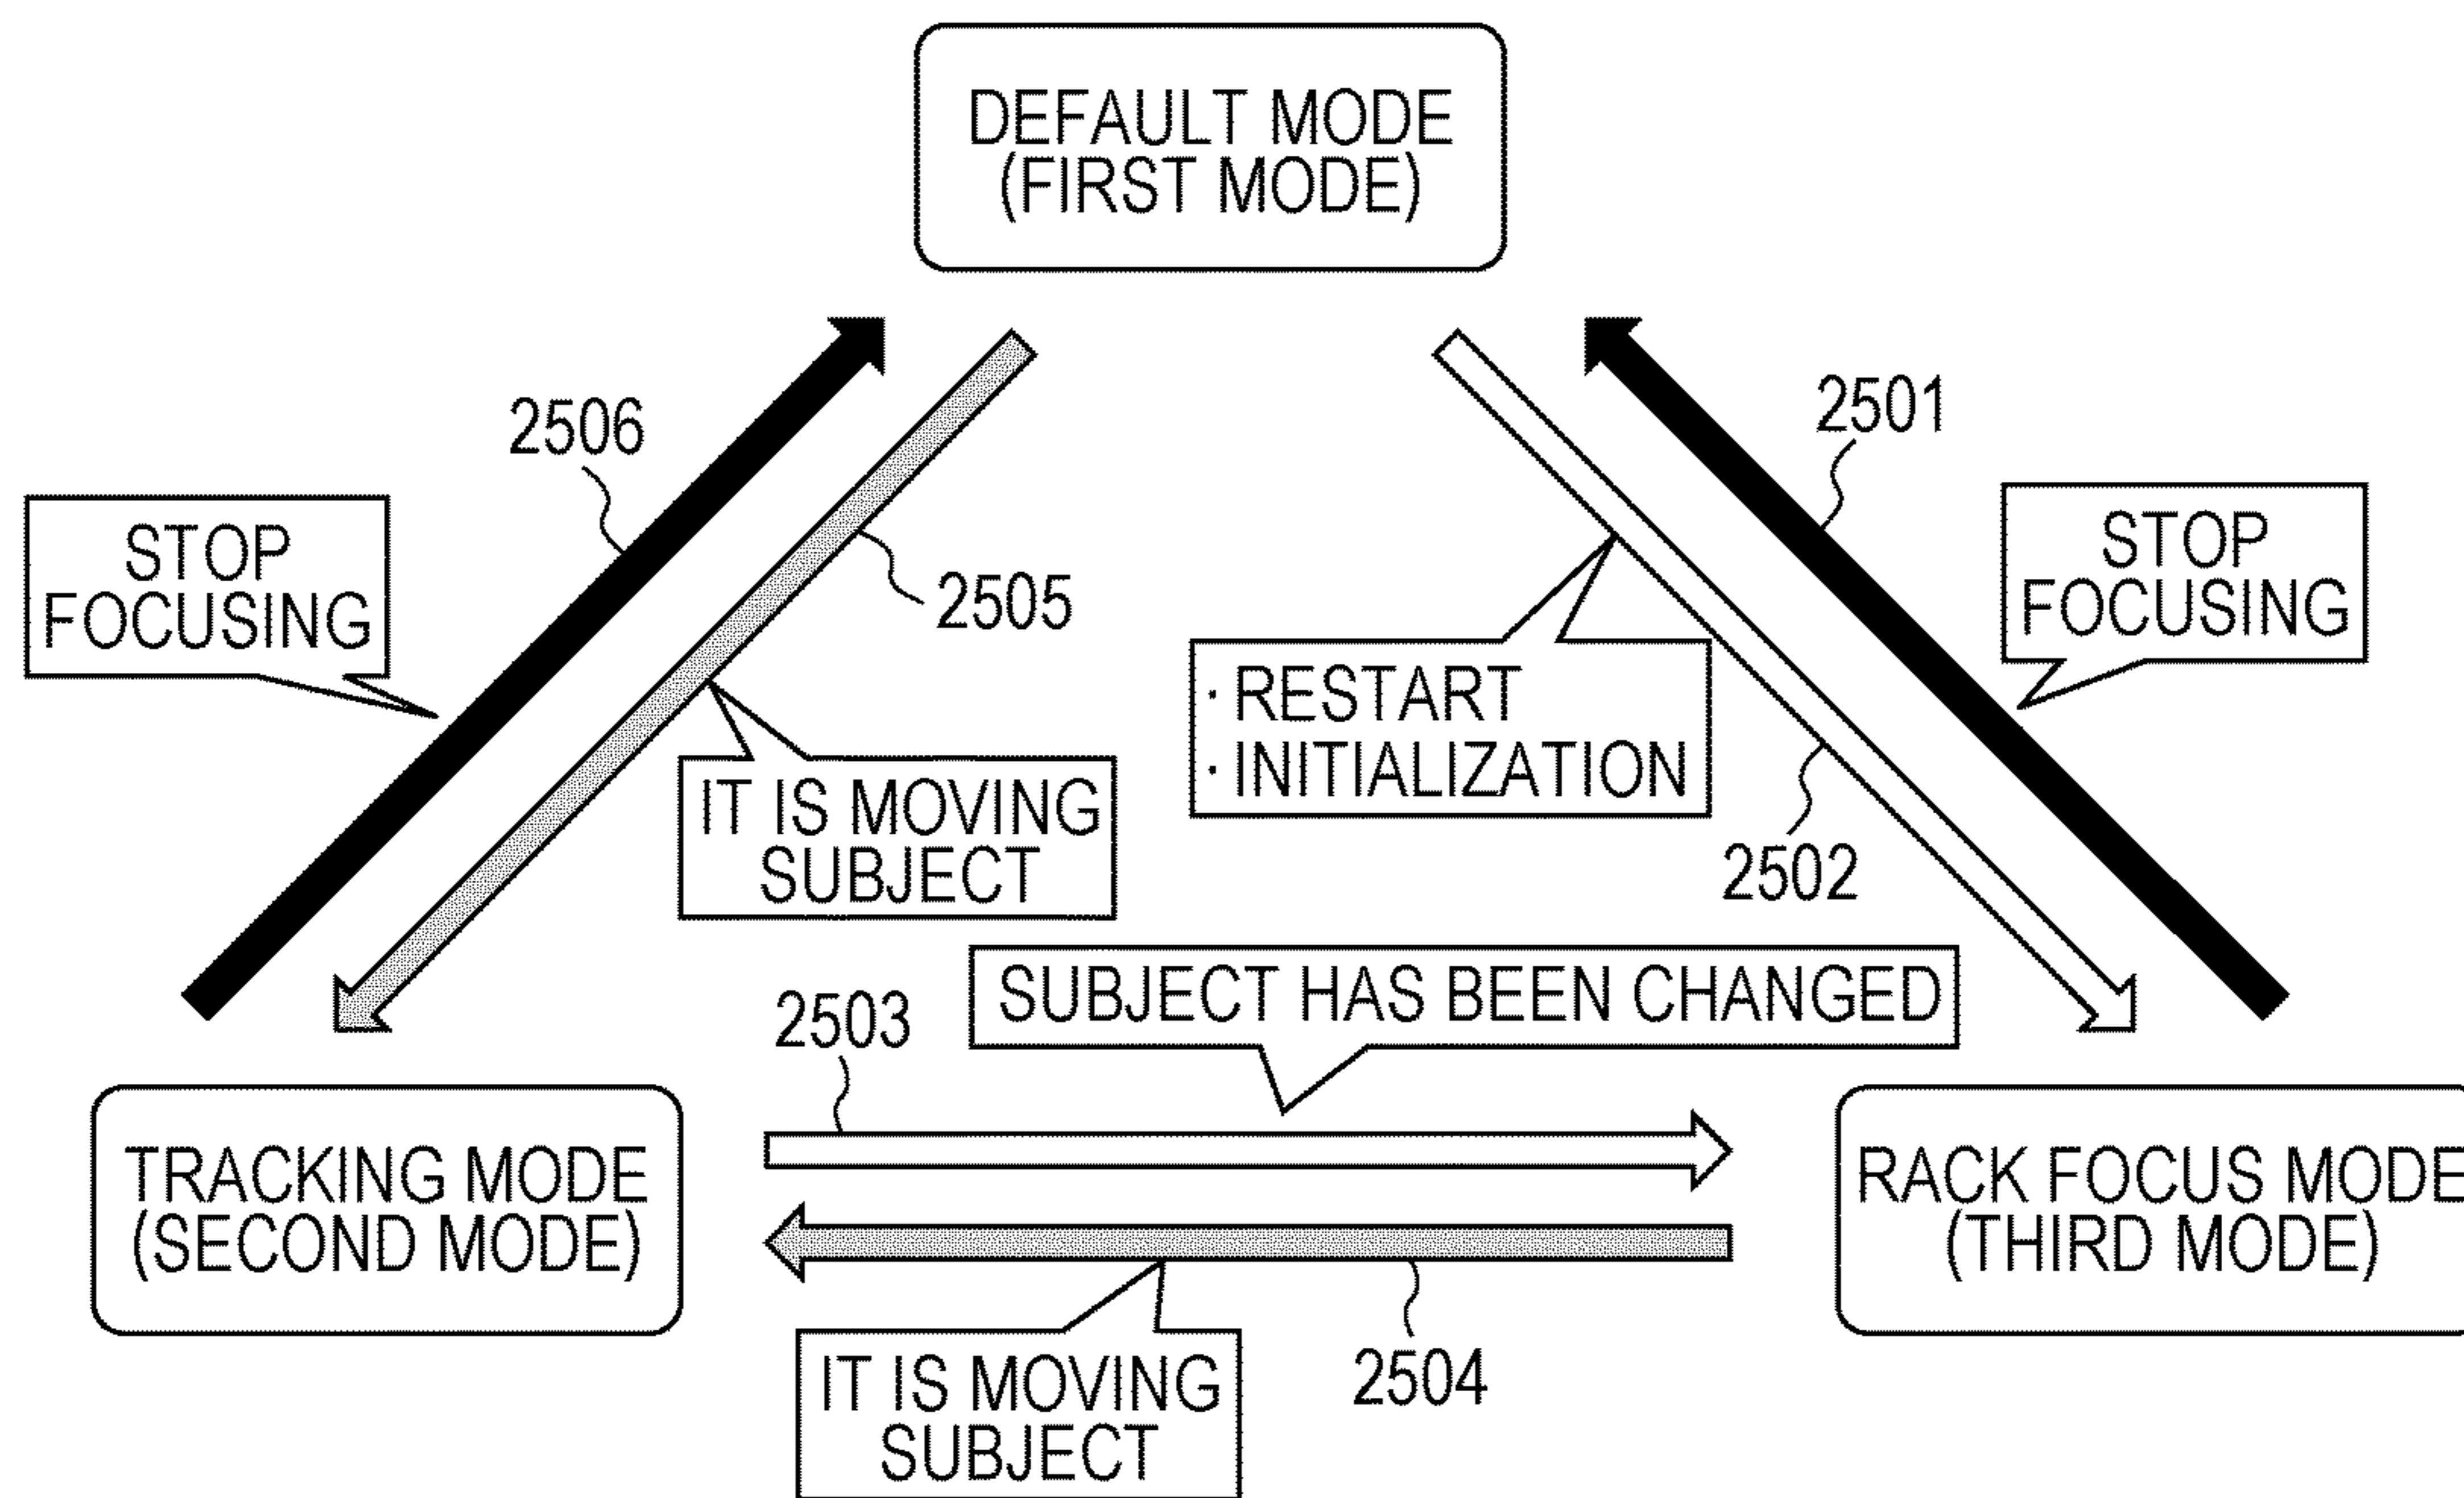 DEFAULT MODE
(FIRST MODE)
2506
2501
STOP
FOCUSING
2505
STOP
FOCUSING
· RESTART
· INITIALIZATION
IT IS MOVING
SUBJECT
2502
SUBJECT HAS BEEN CHANGED
2503
TRACKING MODE
(SECOND MODE)
RACK FOCUS MODE
(THIRD MODE)
IT IS MOVING
SUBJECT
2504